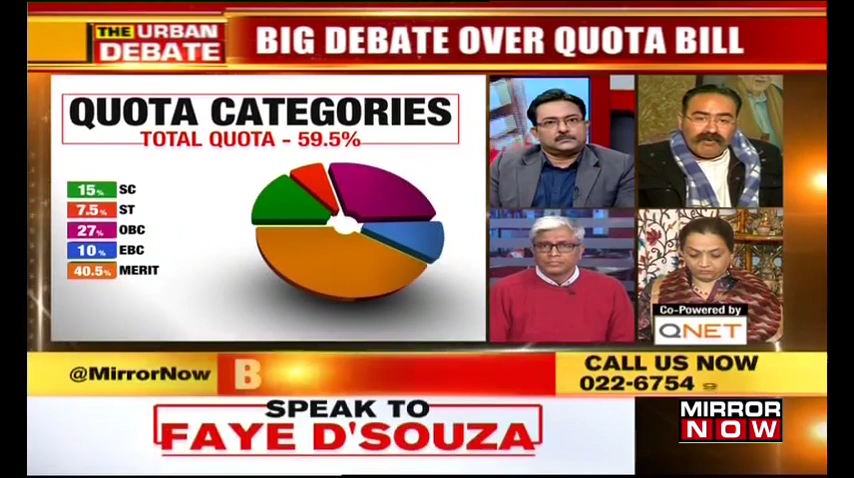 THE URBAN
DEBATE
BIG DEBATE OVER QUOTA BILL
QUOTA CATEGORIES
TOTAL QUOTA - 59.5%
15% SC
7.5% ST
27% OBC
10% EBC
40.5% MERIT
Co-Powered by
QNET
@MirrorNow
B
CALL US NOW
022-6754
SPEAK TO
FAYE D'SOUZA
MIRROR
NOW